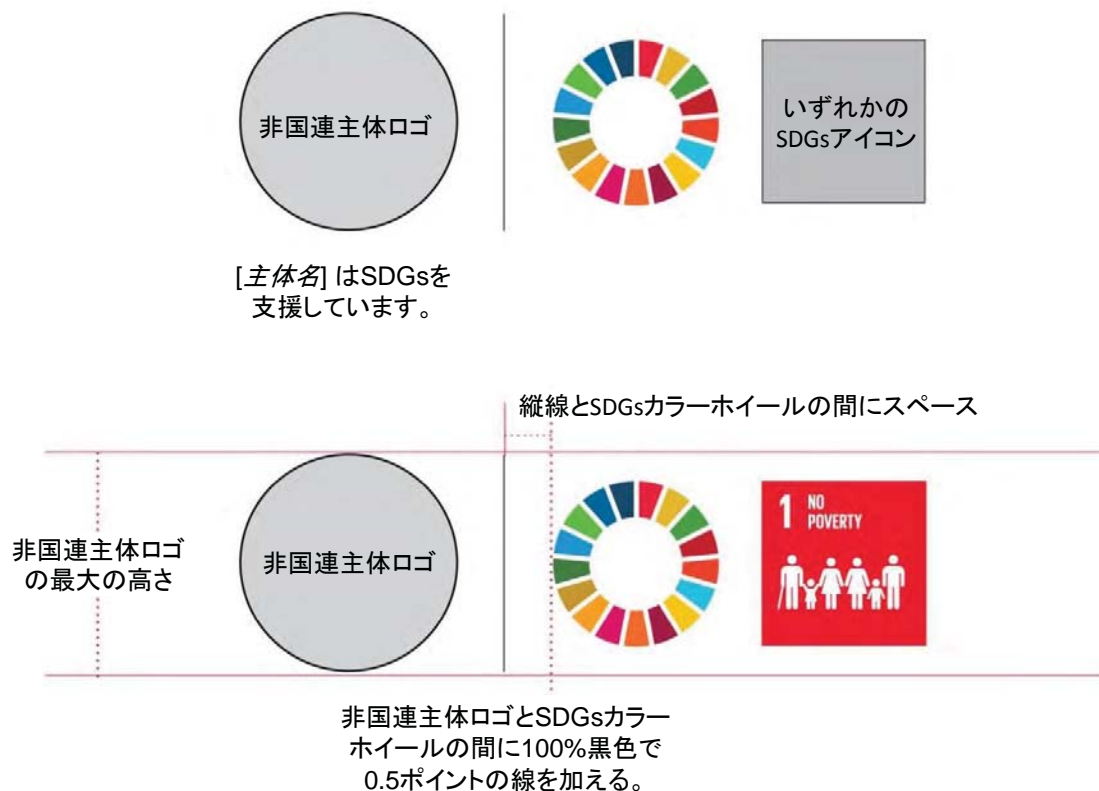 非国連主体ロゴ
いずれかの
SDGsアイコン
[主体名] はSDGsを
支援しています。
縦線とSDGsカラーホイールの間にスペース
非国連主体ロゴ
の最大の高さ
非国連主体ロゴ
1 NO
POVERTY
非国連主体ロゴとSDGsカラー
ホイールの間に100%黒色で
0.5ポイントの線を加える。